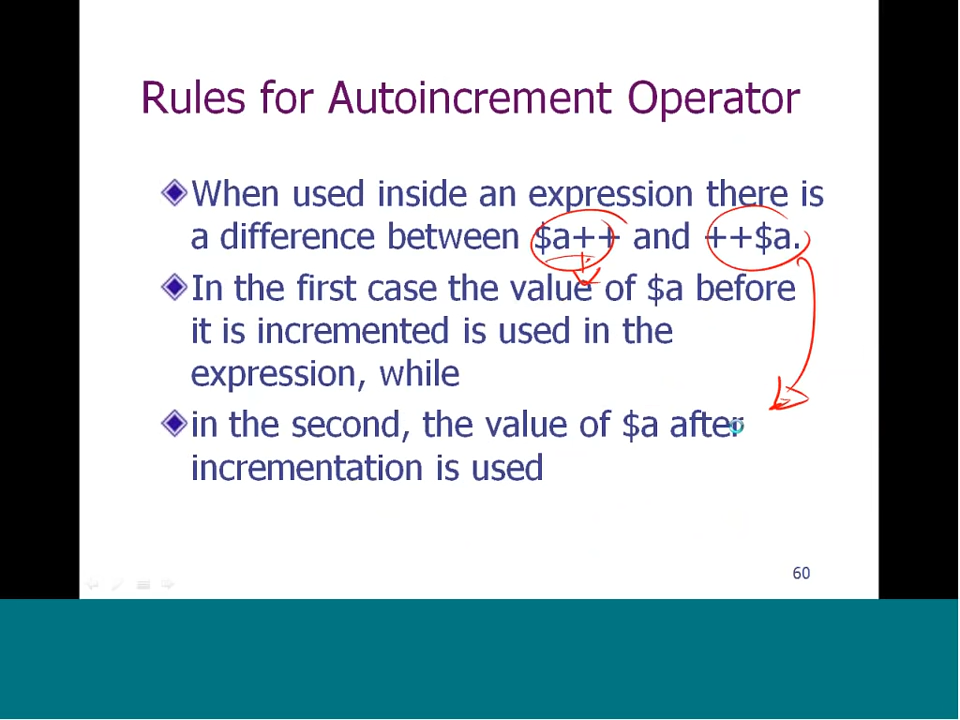 Rules for Autoincrement Operator
When used inside an expression there is
a difference between $a++ and ++$a.
In the first case the value of $a before
it is incremented is used in the
expression, while
in the second, the value of $a after
incrementation is used
60